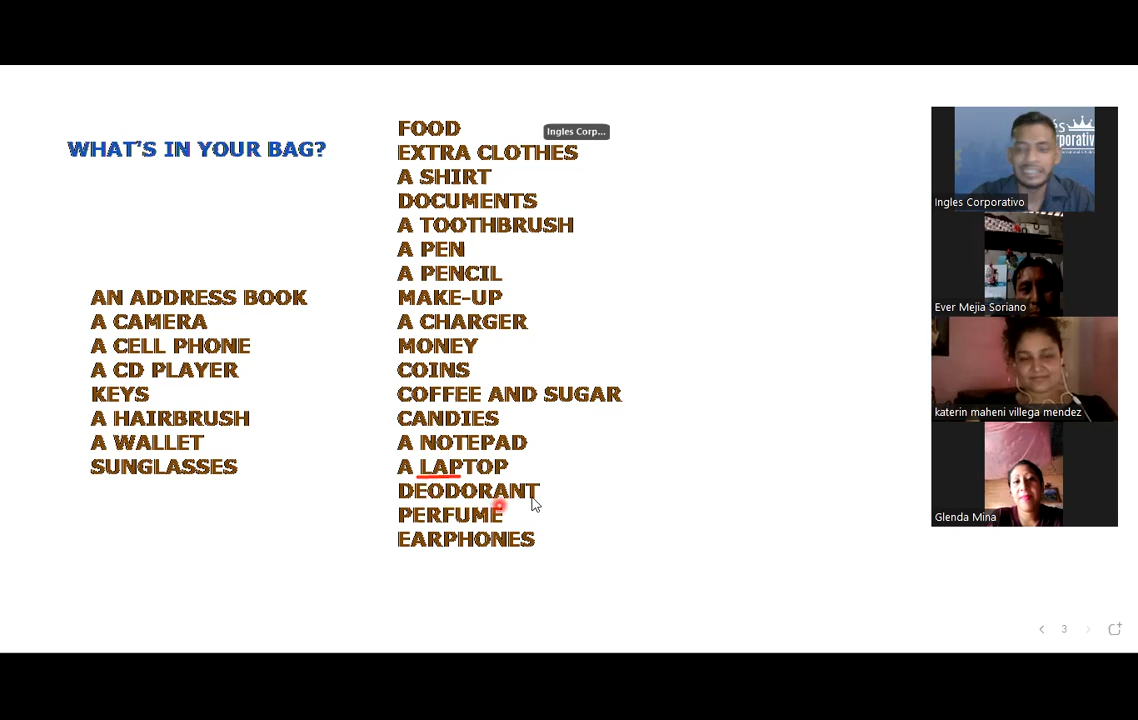 WHAT'S IN YOUR BAG?
AN ADDRESS BOOK
A CAMERA
A CELL PHONE
A CD PLAYER
KEYS
A HAIRBRUSH
A WALLET
SUNGLASSES
FOOD
EXTRA CLOTHES
A SHIRT
DOCUMENTS
A TOOTHBRUSH
A PEN
A PENCIL
MAKE-UP
A CHARGER
MONEY
COINS
COFFEE AND SUGAR
CANDIES
A NOTEPAD
A LAPTOP
DEODORANT
PERFUME
EARPHONES
Ingles Corp...
Ingles Corporativo
Ever Mejia Soriano
katerin maheni villega mendez
Glenda Mina
3